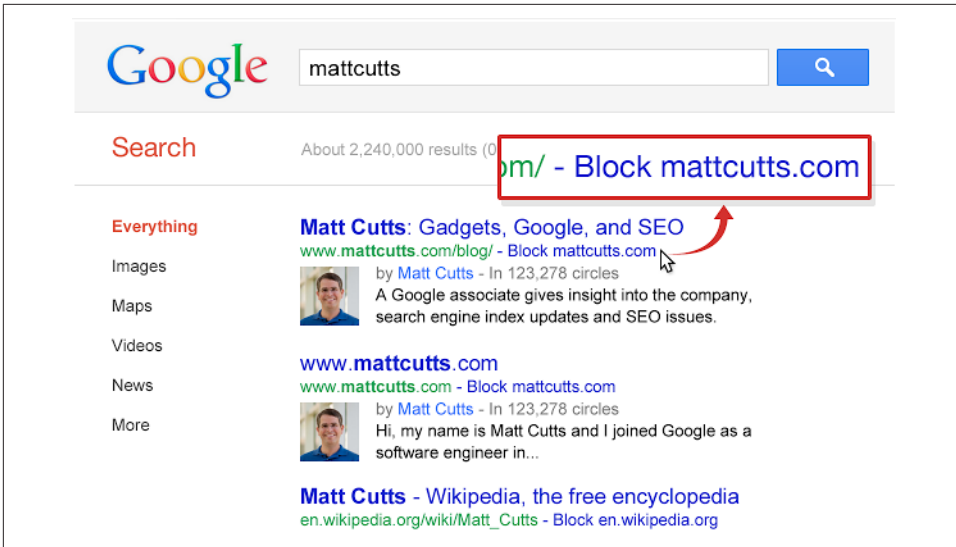 Google
mattcutts
Search
About 2,240,000 results (0
om/ - Block mattcutts.com
Everything
Images
Maps
Videos
News
More
Matt Cutts: Gadgets, Google, and SEO
www.mattcutts.com/blog/ - Block mattcutts.com
by Matt Cutts - In 123,278 circles
A Google associate gives insight into the company,
search engine index updates and SEO issues.
www.mattcutts.com
www.mattcutts.com - Block mattcutts.com
by Matt Cutts - In 123,278 circles
Hi, my name is Matt Cutts and I joined Google as a
software engineer in...
Matt Cutts - Wikipedia, the free encyclopedia
en.wikipedia.org/wiki/Matt_Cutts - Block en.wikipedia.org